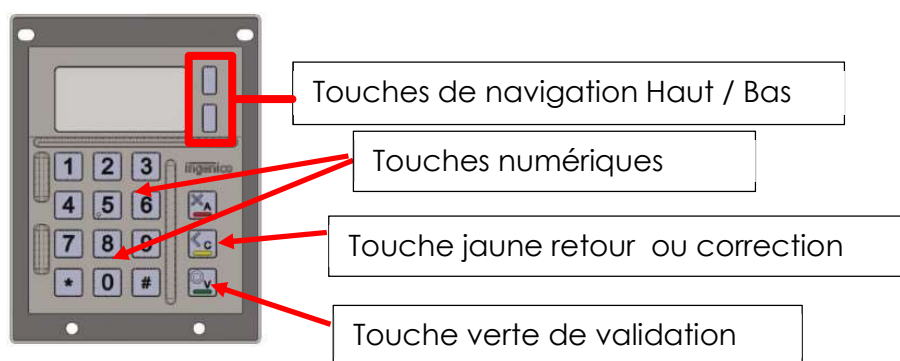 Touches de navigation Haut / Bas
1 2 3 ingenico
Touches numériques
4 5 6 A
7 8 9 C
Touche jaune retour ou correction
* 0 # V
Touche verte de validation